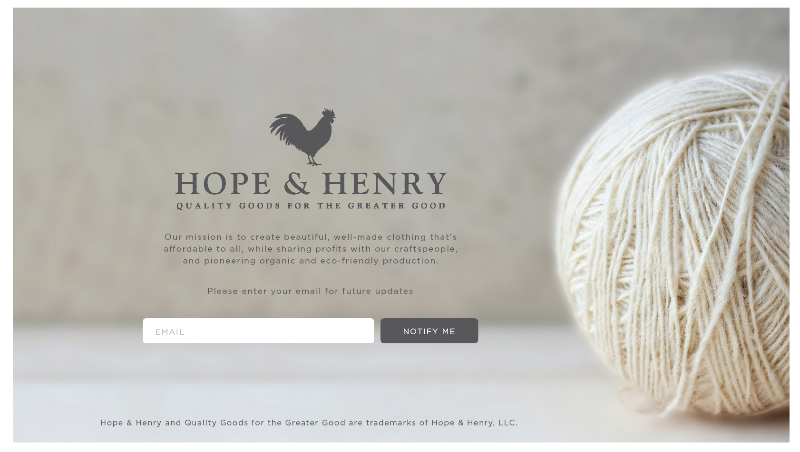 HOPE & HENRY
QUALITY GOODS FOR THE GREATER GOOD
Our mission is to create beautiful, well-made clothing that's
affordable to all, while sharing profits with our craftspeople,
and pioneering organic and eco-friendly production.
Please enter your email for future updates
EMAIL
NOTIFY ME
Hope & Henry and Quality Goods for the Greater Good are trademarks of Hope & Henry, LLC.